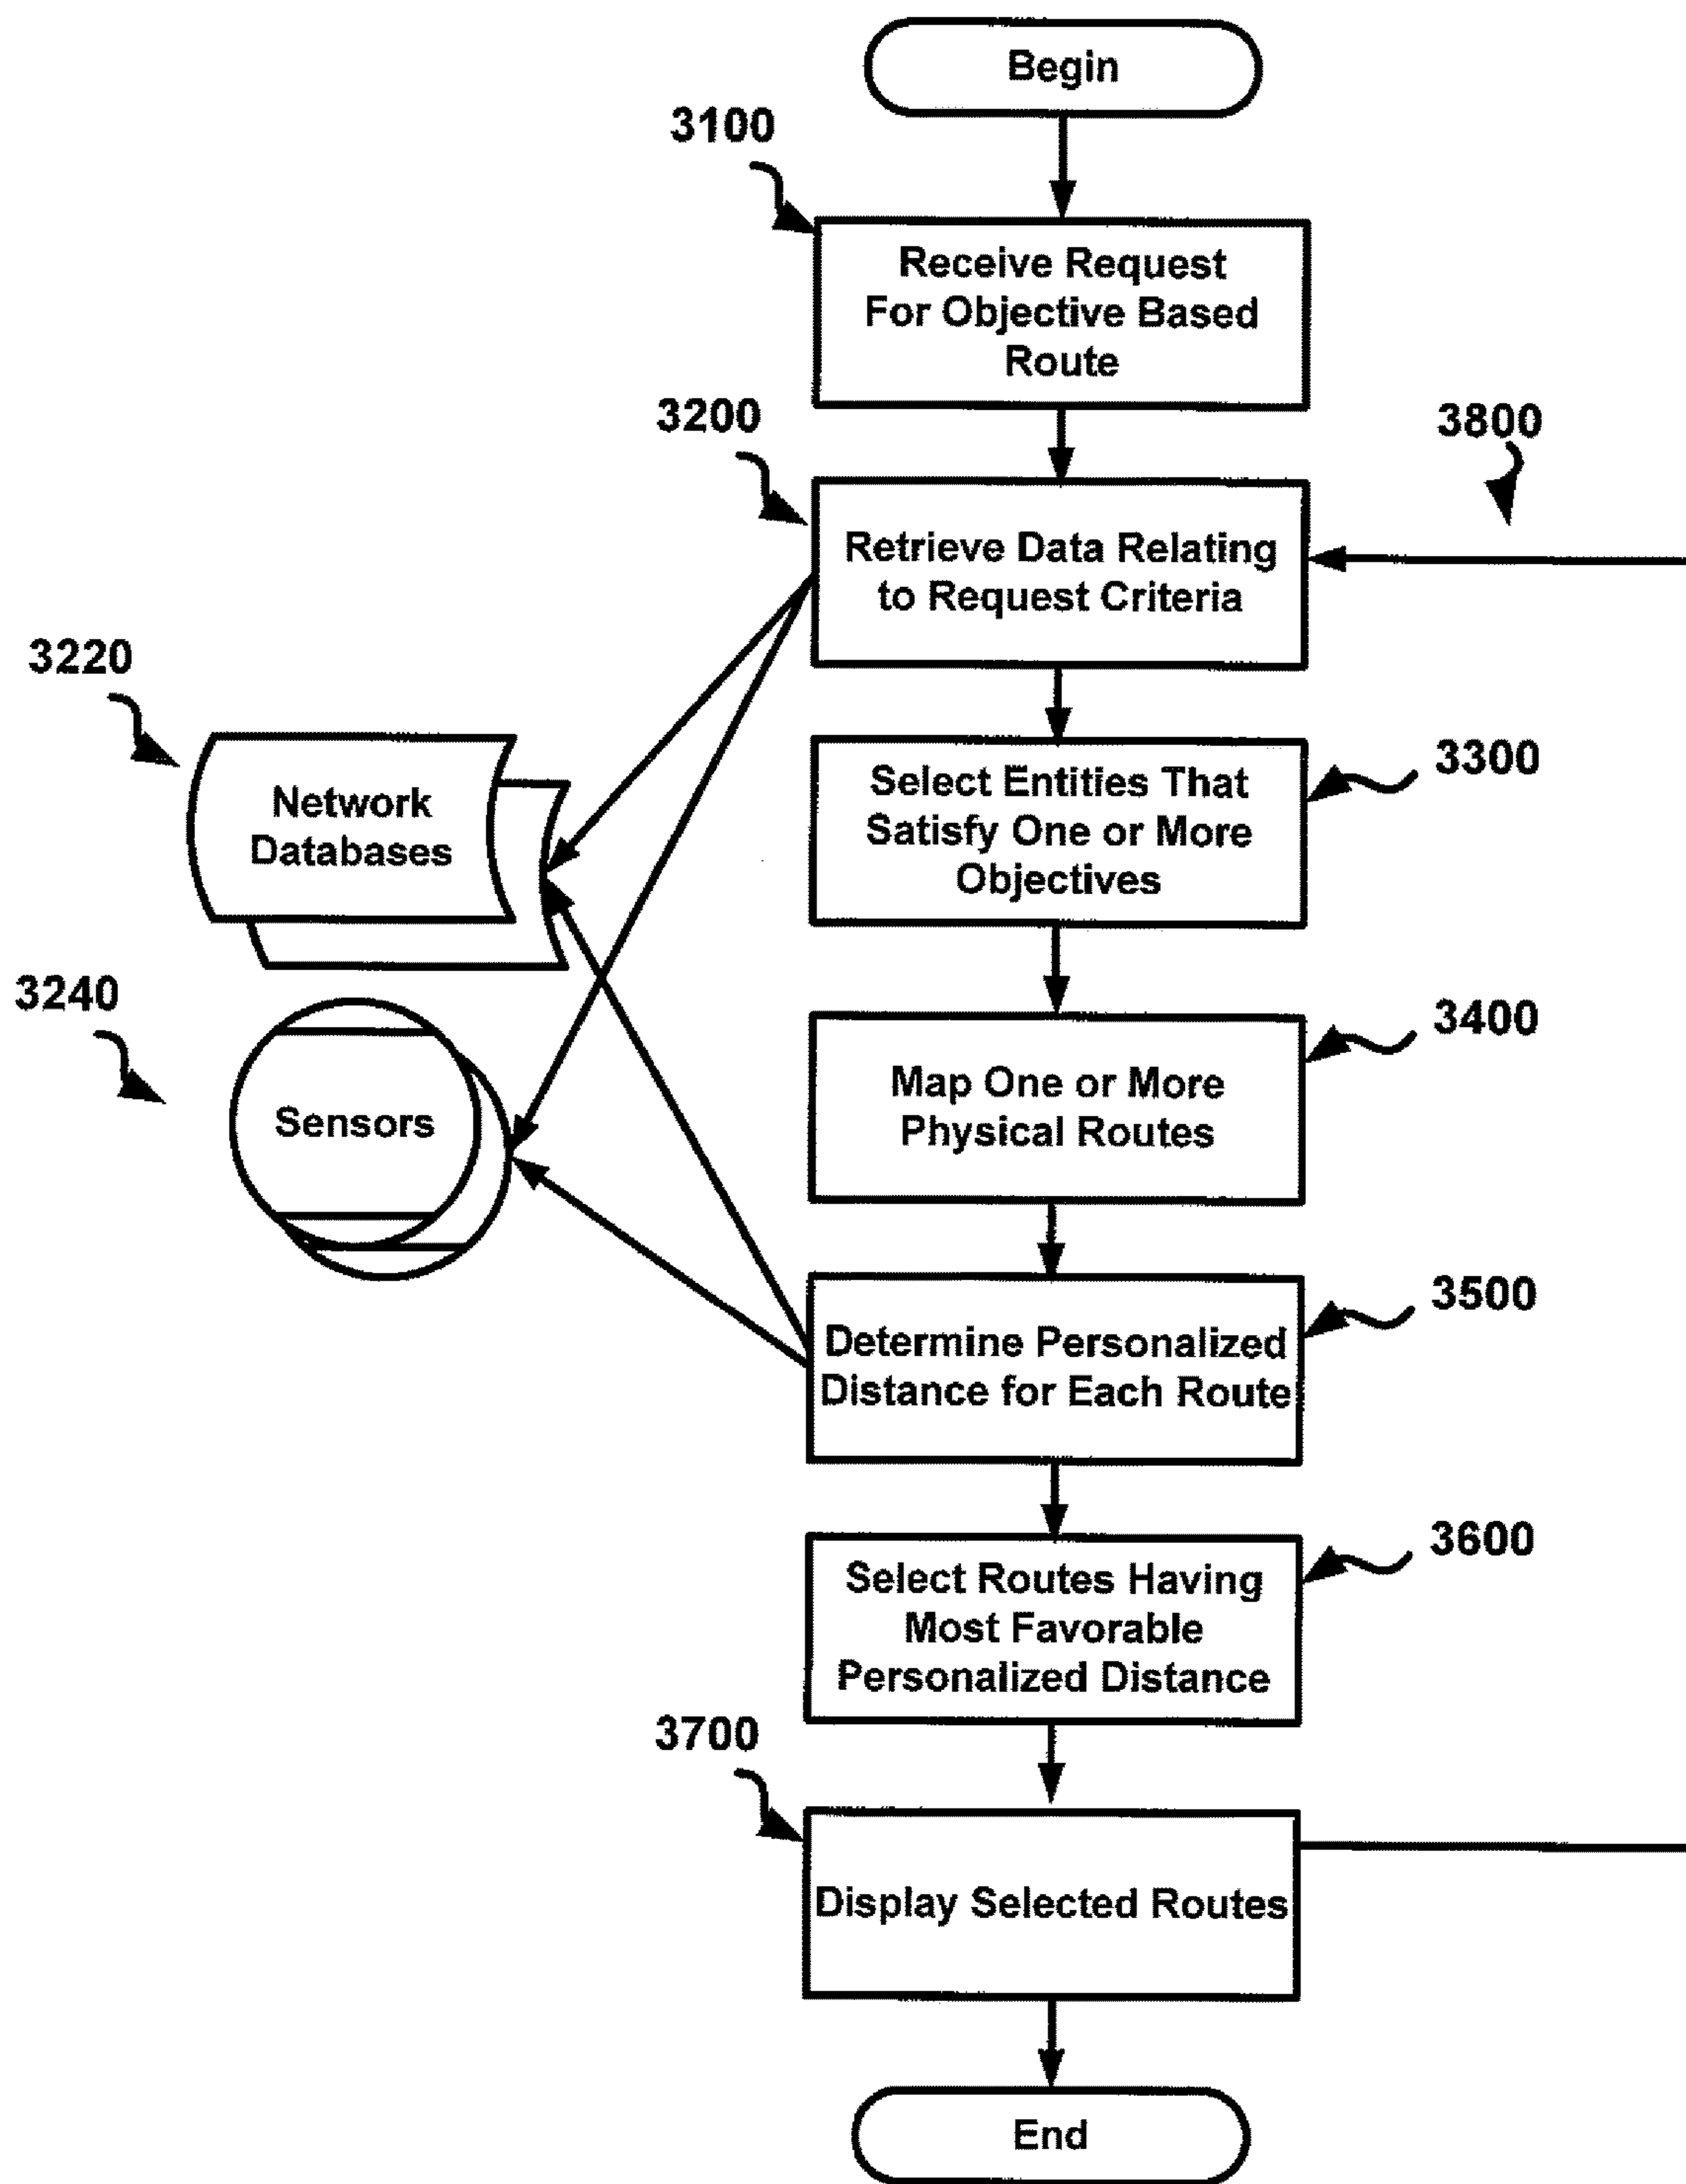 Begin
3100
Receive Request
For Objective Based
Route
3200
3800
Retrieve Data Relating
to Request Criteria
3220
Network
Databases
3300
Select Entities That
Satisfy One or More
Objectives
3240
Sensors
3400
Map One or More
Physical Routes
3500
Determine Personalized
Distance for Each Route
3600
Select Routes Having
Most Favorable
Personalized Distance
3700
Display Selected Routes
End